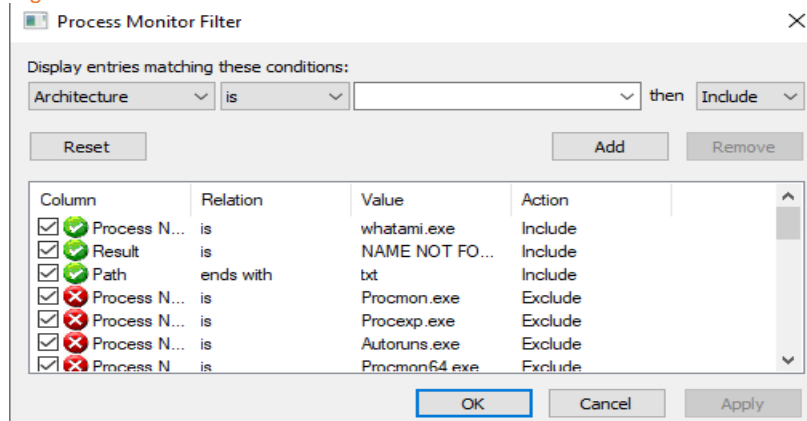 Process Monitor Filter
Display entries matching these conditions:
Architecture is then Include
Reset Add Remove
Column Relation Value Action
Process N... is whatami.exe Include
Result is NAME NOT FO... Include
Path ends with txt Include
Process N... is Procmon.exe Exclude
Process N... is Procexp.exe Exclude
Process N... is Autoruns.exe Exclude
Process N is Procmon64.exe Exclude
OK Cancel Apply